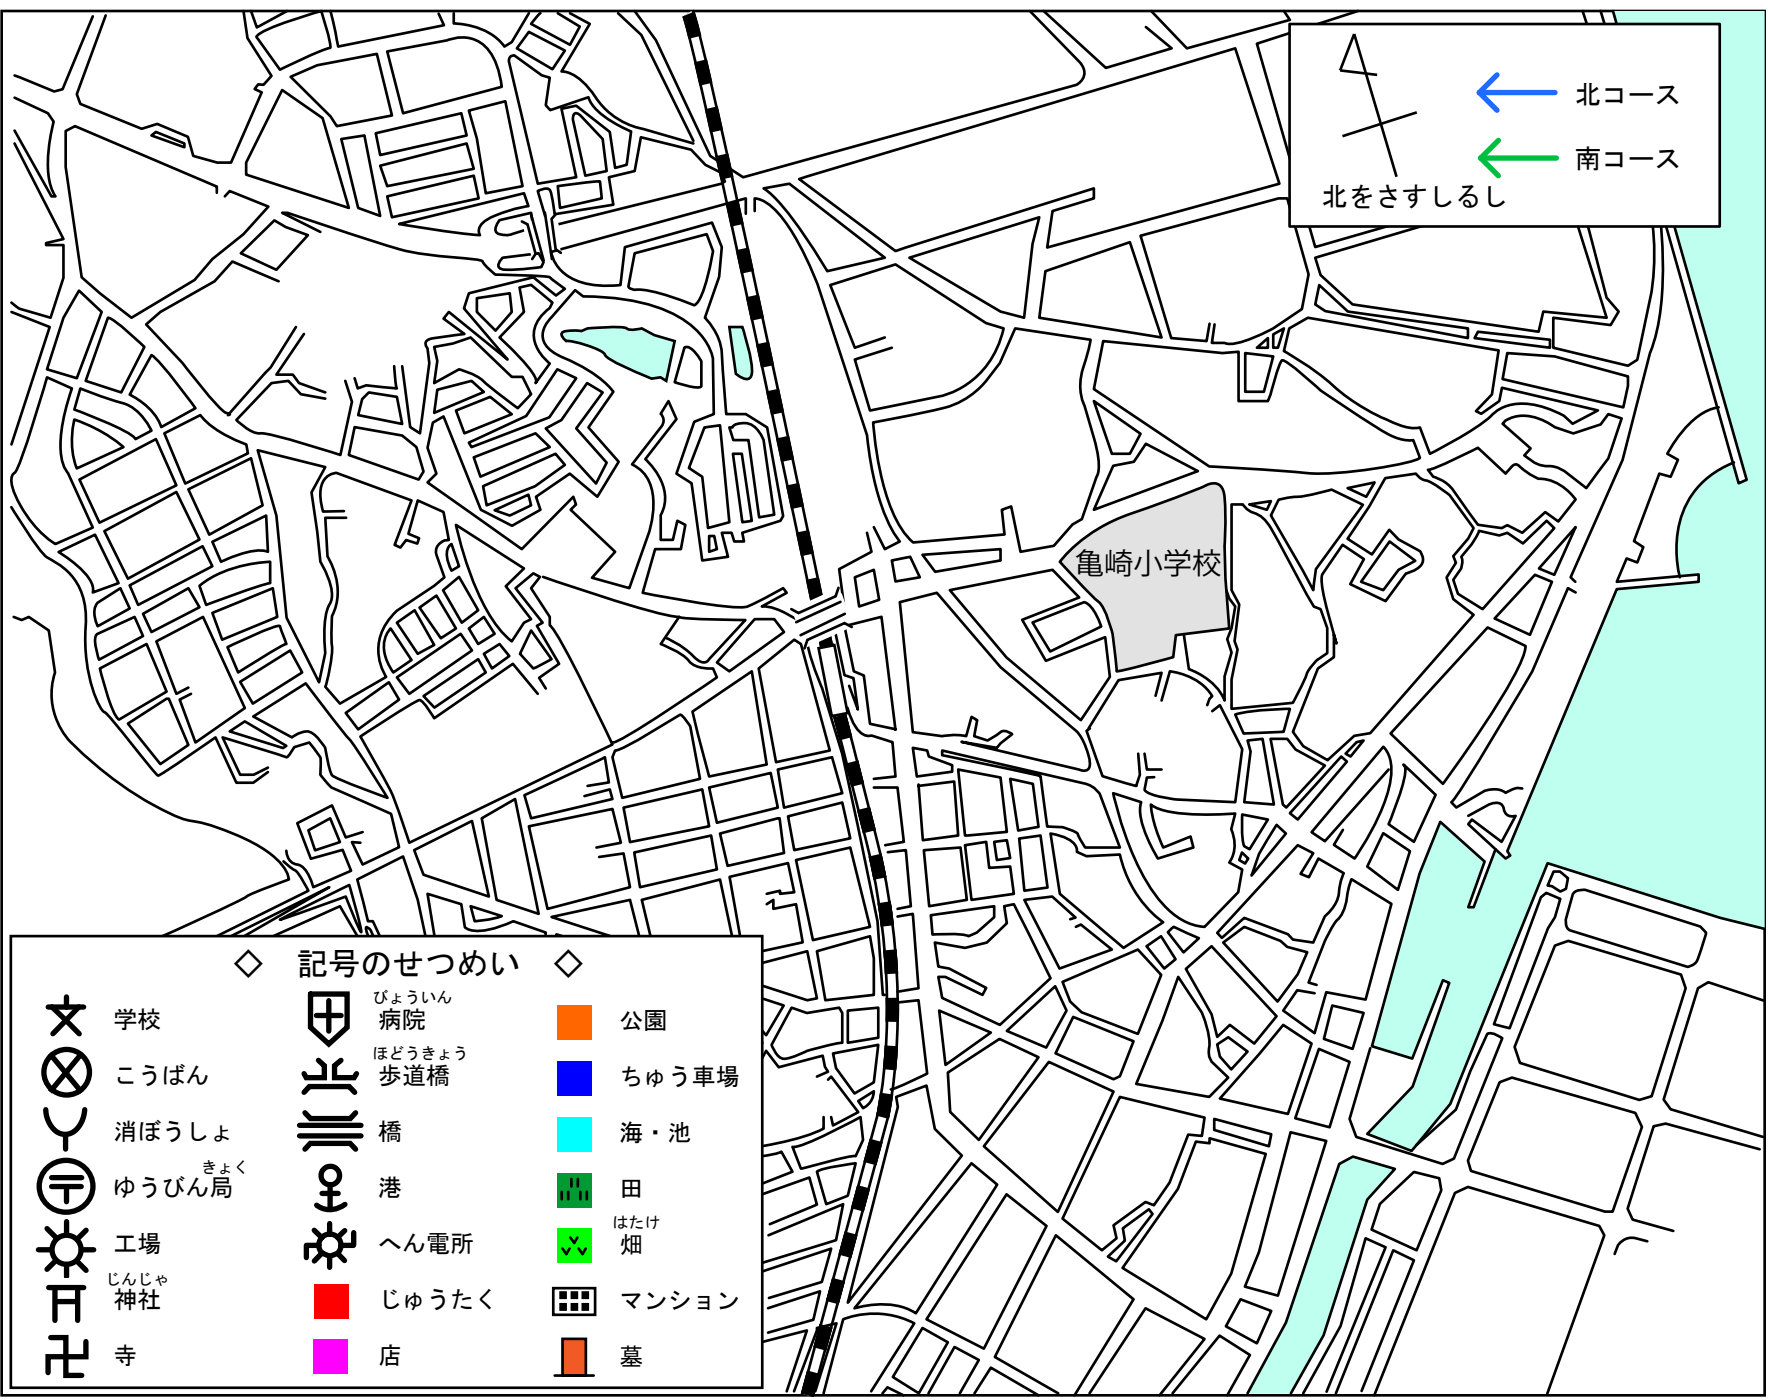 北コース
南コース
北をさすしるし
亀崎小学校
◇ 記号のせつめい ◇
学校
こうばん
消ぼうしょ
きょく
ゆうびん局
工場
じんじゃ
神社
寺
びょういん
病院
ほどうきょう
歩道橋
橋
港
へん電所
じゅうたく
店
公園
ちゅう車場
海・池
田
はたけ
畑
マンション
墓